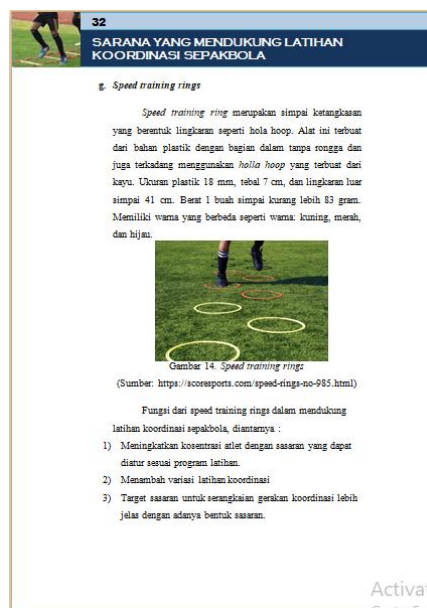 32
SARANA YANG MENDUKUNG LATIHAN
KOORDINASI SEPAKBOLA
g. Speed training rings
Speed training ring merupakan simpai ketangkasan
yang berentuk lingkaran seperti hola hoop. Alat ini terbuat
dari bahan plastik dengan bagian dalam tanpa rongga dan
juga terkadang menggunakan holla hoop yang terbuat dari
kayu. Ukuran plastik 18 mm, tebal 7 cm, dan lingkaran luar
simpai 41 cm. Berat 1 buah simpai kurang lebih 83 gram.
Memiliki warna yang berbeda seperti warna: kuning, merah,
dan hijau.
Gambar 14. Speed training rings
(Sumber: https://scoresports.com/speed-rings-no-985.html)
Fungsi dari speed training rings dalam mendukung
latihan koordinasi sepakbola, diantarnya :
1) Meningkatkan kosentrasi atlet dengan sasaran yang dapat
diatur sesuai program latihan.
2) Menambah variasi latihan koordinasi
3) Target sasaran untuk serangkaian gerakan koordinasi lebih
jelas dengan adanya bentuk sasaran.